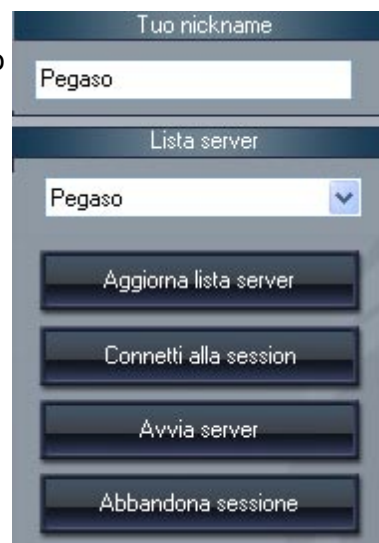 Tuo nickname
Pegaso
Lista server
Pegaso
Aggiorna lista server
Connetti alla session
Avvia server
Abbandona sessione